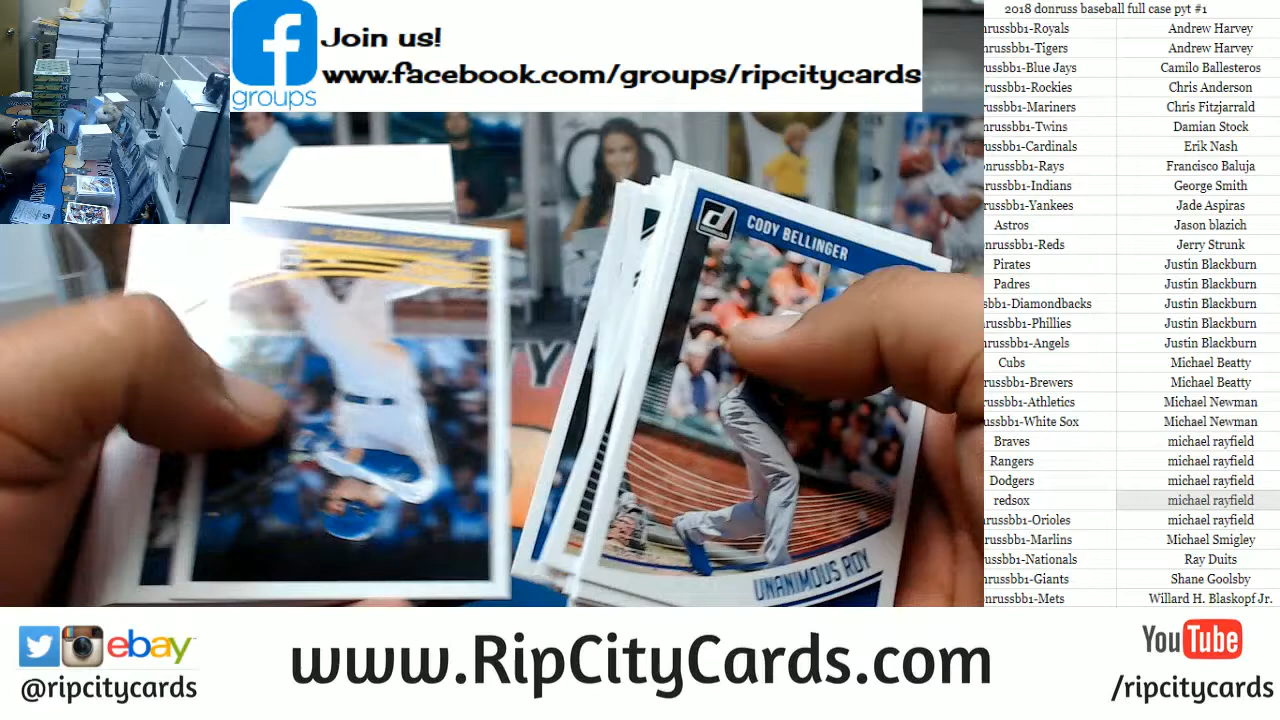 Join us!
www.facebook.com/groups/ripcitycards
groups
2018 donruss baseball full case pyt #1
nrussbb1-Royals Andrew Harvey
nrussbb1-Tigers Andrew Harvey
russbb1-Blue Jays Camilo Ballesteros
nrussbb1-Rockies Chris Anderson
russbb1-Mariners Chris Fitzjarrald
nrussbb1-Twins Damian Stock
russbb1-Cardinals Erik Nash
onrussbb1-Rays Francisco Baluja
nrussbb1-Indians George Smith
russbb1-Yankees Jade Aspiras
Astros Jason blazich
onrussbb1-Reds Jerry Strunk
Pirates Justin Blackburn
Padres Justin Blackburn
sbb1-Diamondbacks Justin Blackburn
russbb1-Phillies Justin Blackburn
nrussbb1-Angels Justin Blackburn
Cubs Michael Beatty
russbb1-Brewers Michael Beatty
russbb1-Athletics Michael Newman
ussbb1-White Sox Michael Newman
Braves michael rayfield
Rangers michael rayfield
Dodgers michael rayfield
redsox michael rayfield
russbb1-Orioles michael rayfield
russbb1-Marlins Michael Smigley
ussbb1-Nationals Ray Duits
nrussbb1-Giants Shane Goolsby
onrussbb1-Mets Willard H. Blaskopf Jr.
d
CODY BELLINGER
UNANIMOUS ROY
Y
ebay
@ripcitycards
www.RipCityCards.com
YouTube
/ripcitycards